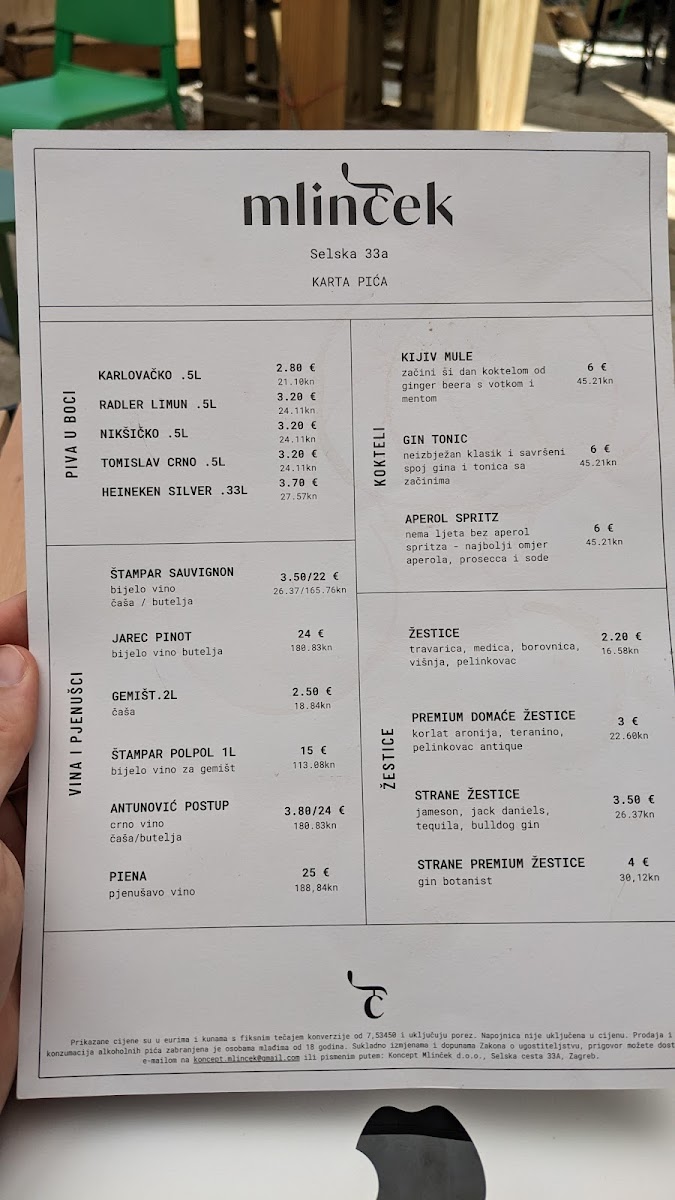 mlinček
Selska 33a
KARTA PIĆA
PIVA U BOCI
KARLOVAČKO .5L 2.80 €
21.10kn
RADLER LIMUN .5L 3.20 €
24.11kn
NIKŠIČKO .5L 3.20 €
24.11kn
TOMISLAV CRNO .5L 3.20 €
24.11kn
HEINEKEN SILVER .33L 3.70 €
27.57kn
VINA I PJENUŠCI
ŠTAMPAR SAUVIGNON 3.50/22 €
bijelo vino 26.37/165.76kn
čaša / butelja
JAREC PINOT 24 €
bijelo vino butelja 180.83kn
GEMIŠT.2L 2.50 €
čaša 18.84kn
ŠTAMPAR POLPOL 1L 15 €
bijelo vino za gemišt 113.08kn
ANTUNOVIĆ POSTUP 3.80/24 €
crno vino 180.83kn
čaša/butelja
PIENA 25 €
pjenušavo vino 188,84kn
KOKTELI
KIJIV MULE 6 €
začini ši dan koktelom od 45.21kn
ginger beera s votkom i
mentom
GIN TONIC 6 €
neizbježan klasik i savršeni 45.21kn
spoj gina i tonica sa
začinima
APEROL SPRITZ 6 €
nema ljeta bez aperol 45.21kn
spritza - najbolji omjer
aperola, prosecca i sode
ŽESTICE
ŽESTICE 2.20 €
travarica, medica, borovnica, 16.58kn
višnja, pelinkovac
PREMIUM DOMAĆE ŽESTICE 3 €
korlat aronija, teranino, 22.60kn
pelinkovac antique
STRANE ŽESTICE 3.50 €
jameson, jack daniels, 26.37kn
tequila, bulldog gin
STRANE PREMIUM ŽESTICE 4 €
gin botanist 30,12kn
č
Prikazane cijene su u eurima i kunama s fiksnim tečajem konverzije od 7,53450 i uključuju porez. Napojnica nije uključena u cijenu. Prodaja i
konzumacija alkoholnih pića zabranjena je osobama mlađima od 18 godina. Sukladno izmjenama i dopunama Zakona o ugostiteljstvu, prigovor možete dost
e-mailom na koncept.mlincek@gmail.com ili pismenim putem: Koncept Mlinček d.o.o., Selska cesta 33A, Zagreb.